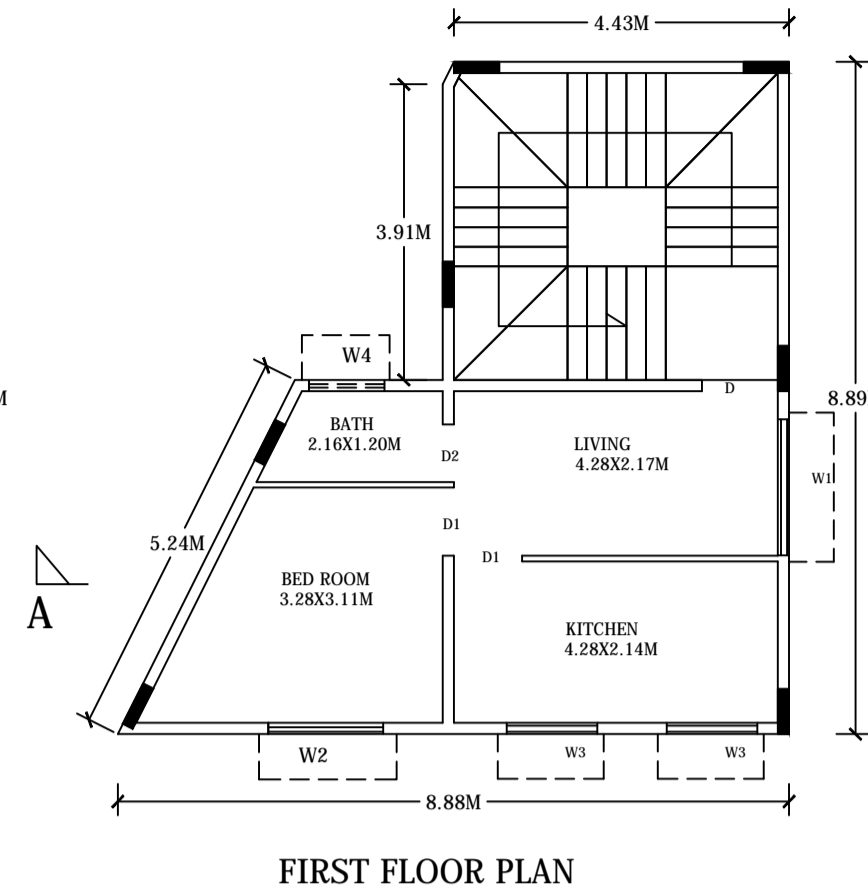 4.43M
3.91M
W4
M
D
8.89
BATH
2.16X1.20M
LIVING
4.28X2.17M
D2
W1
5.24M
D1
D1
BED ROOM
3.28X3.11M
A
KITCHEN
4.28X2.14M
W2
W3
W3
8.88M
FIRST FLOOR PLAN